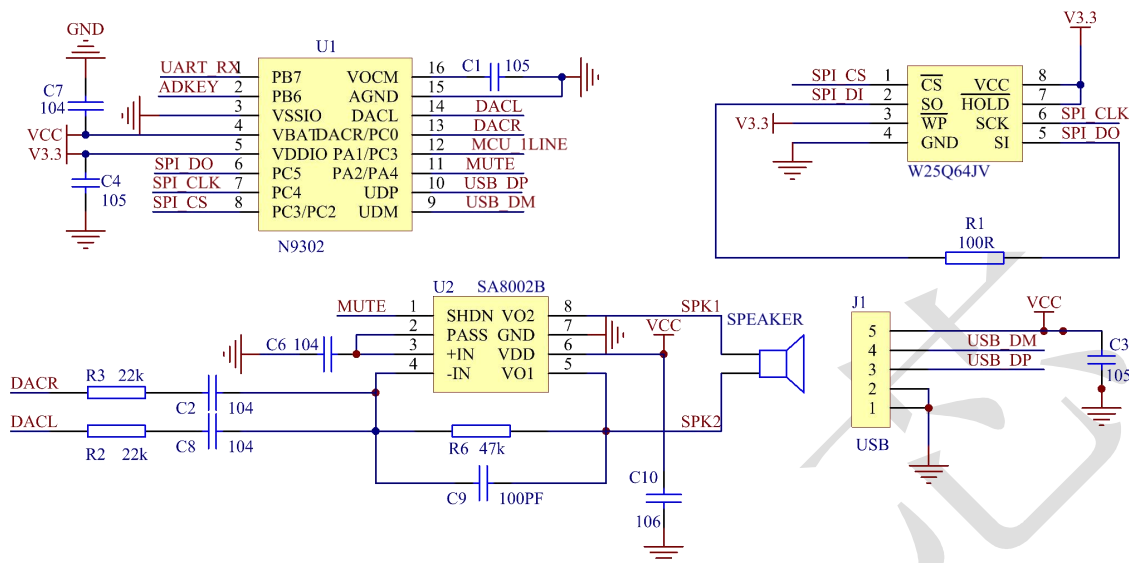 GND
U1
UART_RX 1 PB7 VOCM 16 C1 105
ADKEY 2 PB6 AGND 15
3 VSSIO DACL 14 DACL
4 VBAT DACR/PC0 13 DACR
5 VDDIO PA1/PC3 12 MCU_1LINE
SPI_DO 6 PC5 PA2/PA4 11 MUTE
SPI_CLK 7 PC4 UDP 10 USB_DP
SPI_CS 8 PC3/PC2 UDM 9 USB_DM
N9302
C7
104
VCC
V3.3
C4
105
V3.3
SPI_CS 1 CS VCC 8
SPI_DI 2 SO HOLD 7
V3.3 3 WP SCK 6 SPI_CLK
4 GND SI 5 SPI_DO
W25Q64JV
R1
100R
U2 SA8002B
MUTE 1 SHDN VO2 8 SPK1
2 PASS GND 7
3 +IN VDD 6
4 -IN VO1 5
C6 104
VCC
SPEAKER
DACR R3 22k
C2 104
DACL
R2 22k C8 104
R6 47k
SPK2
C9 100PF
C10
106
J1
VCC
5
4 USB_DM
3 USB_DP
2
1
USB
C3
105